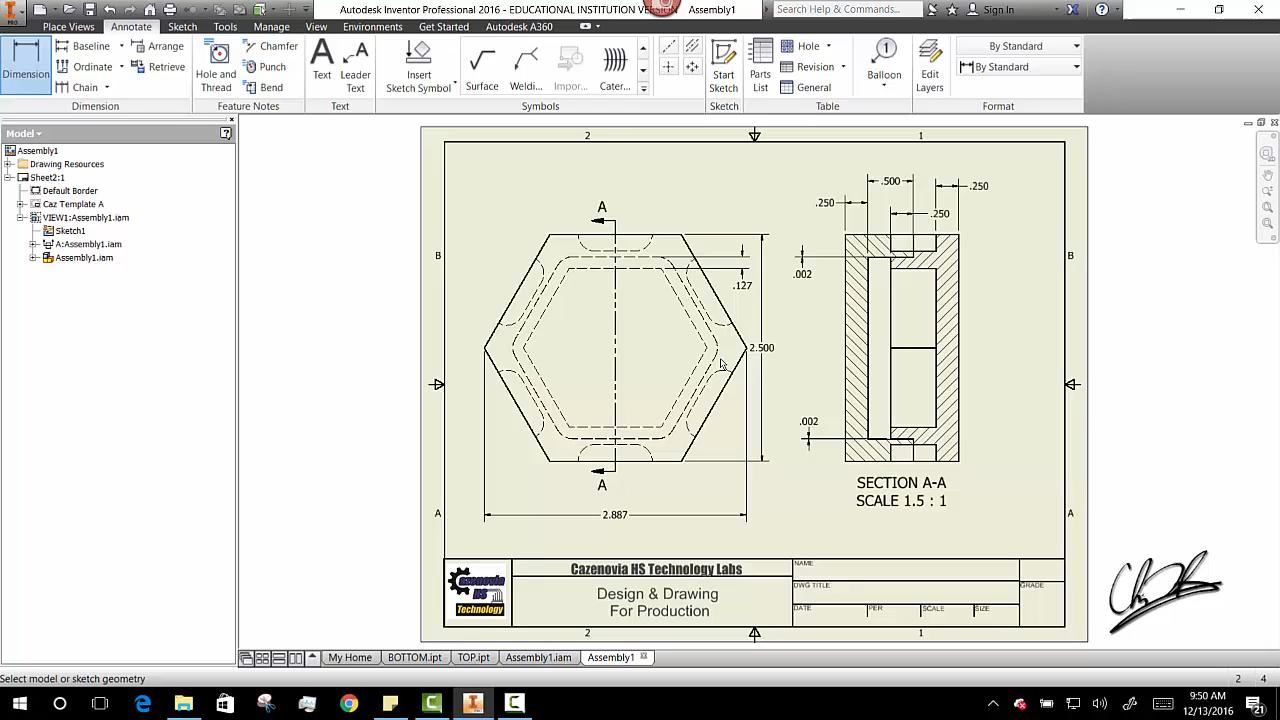 Autodesk Inventor Professional 2016 - EDUCATIONAL INSTITUTION VERSION Assembly1
Search Help & Commands...
Sign In
PRO
Place Views
Annotate
Sketch
Tools
Manage
View
Environments
Get Started
Autodesk A360
Dimension
Baseline
Ordinate
Chain
Arrange
Retrieve
Dimension
Hole and
Thread
Chamfer
Punch
Bend
Feature Notes
Text
Leader
Text
Text
Insert
Sketch Symbol
Surface
Weldi...
Impor...
Cater...
Symbols
Start
Sketch
Sketch
Parts
List
Hole
Revision
General
Table
Balloon
Edit
Layers
By Standard
By Standard
Format
Model
Assembly1
Drawing Resources
Sheet2:1
Default Border
Caz Template A
VIEW1:Assembly1.iam
Sketch1
A:Assembly1.iam
Assembly1.iam
2
1
B
B
A
A
2
1
A
A
.127
2.500
2.887
.500
.250
.250
.250
.002
.002
SECTION A-A
SCALE 1.5 : 1
Cazenovia
HS
Technology
Cazenovia HS Technology Labs
Design & Drawing
For Production
NAME
DWG TITLE
GRADE
DATE
PER
SCALE
SIZE
My Home
BOTTOM.ipt
TOP.ipt
Assembly1.iam
Assembly1
Select model or sketch geometry
2
4
9:50 AM
12/13/2016
21